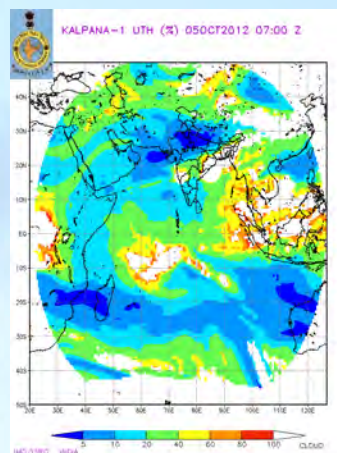 KALPANA-1 UTH (%) 05OCT2012 07:00 Z
40N
30N
20N
10N
EQ
10S
20S
30S
40S
50S
20E 30E 40E 50E 60E 70E 80E 90E 100E 110E 120E
5 10 20 40 60 80 100 CLOUD
INDIA